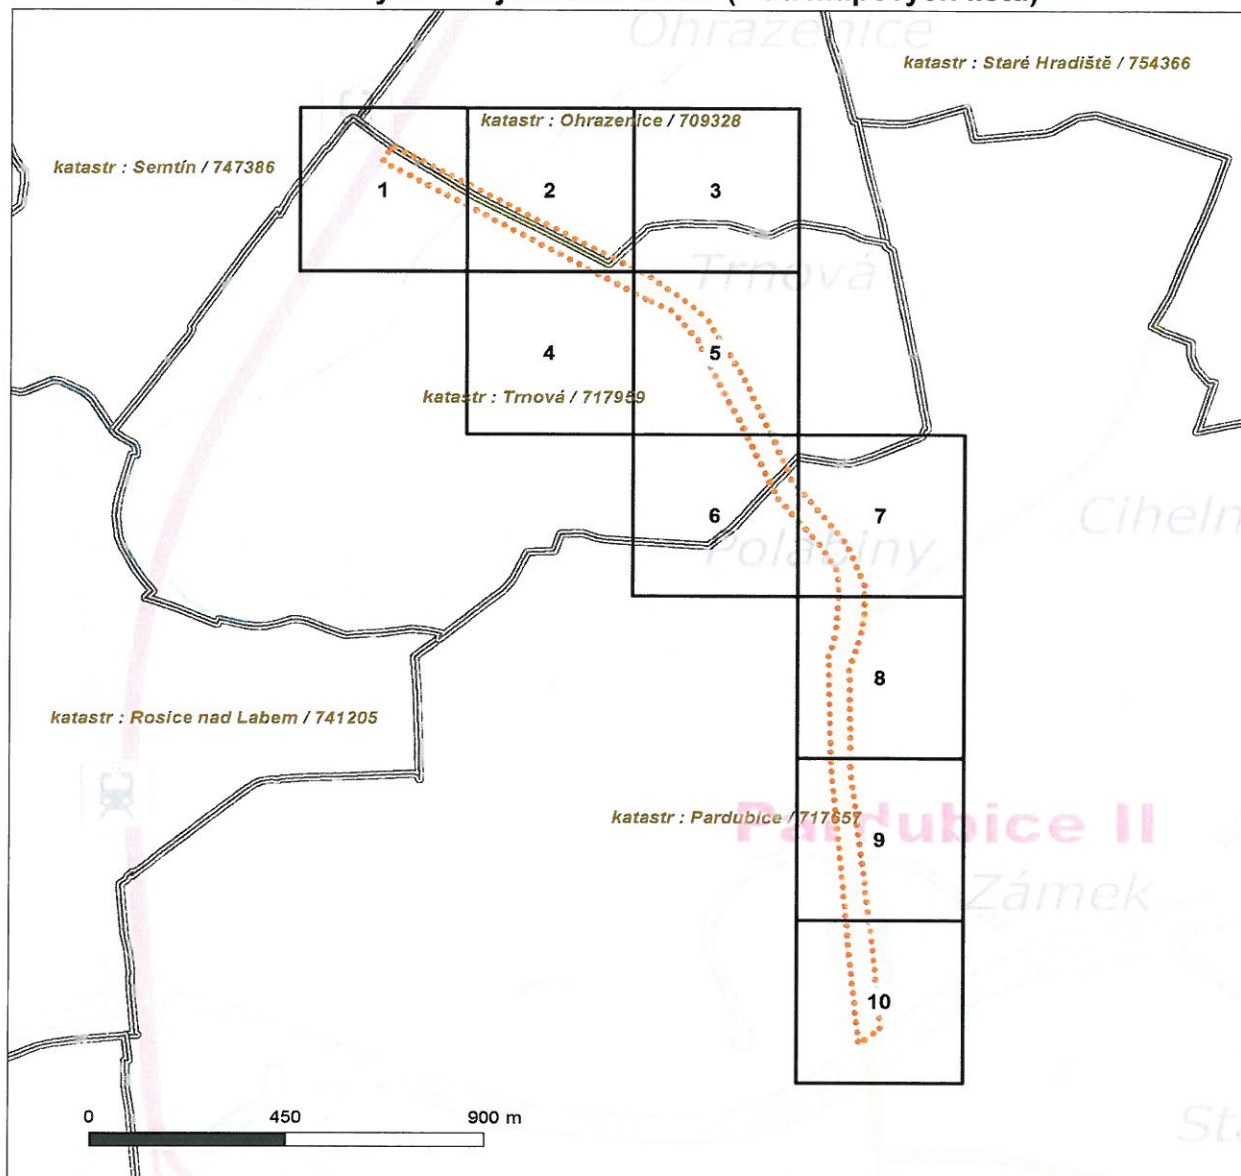 Ohrazenice
katastr : Staré Hradiště / 754366
katastr : Ohrazenice / 709328
katastr : Semtín / 747386
1
2
3
Trnová
4
5
katastr : Trnová / 717959
6
7
Ciheln
Polabiny
8
katastr : Rosice nad Labem / 741205
katastr : Pardubice / 717657
Pardubice II
9
Zámek
10
0
450
900 m
Sta